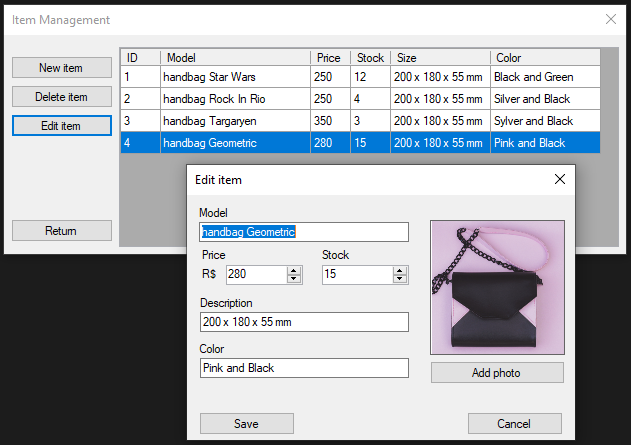 Item Management
New item
Delete item
Edit item
Return
ID Model Price Stock Size Color
1 handbag Star Wars 250 12 200 x 180 x 55 mm Black and Green
2 handbag Rock In Rio 250 4 200 x 180 x 55 mm Silver and Black
3 handbag Targaryen 350 3 200 x 180 x 55 mm Sylver and Black
4 handbag Geometric 280 15 200 x 180 x 55 mm Pink and Black
Edit item
Model
handbag Geometric
Price Stock
R$ 280 15
Description
200 x 180 x 55 mm
Color
Pink and Black
Add photo
Save Cancel